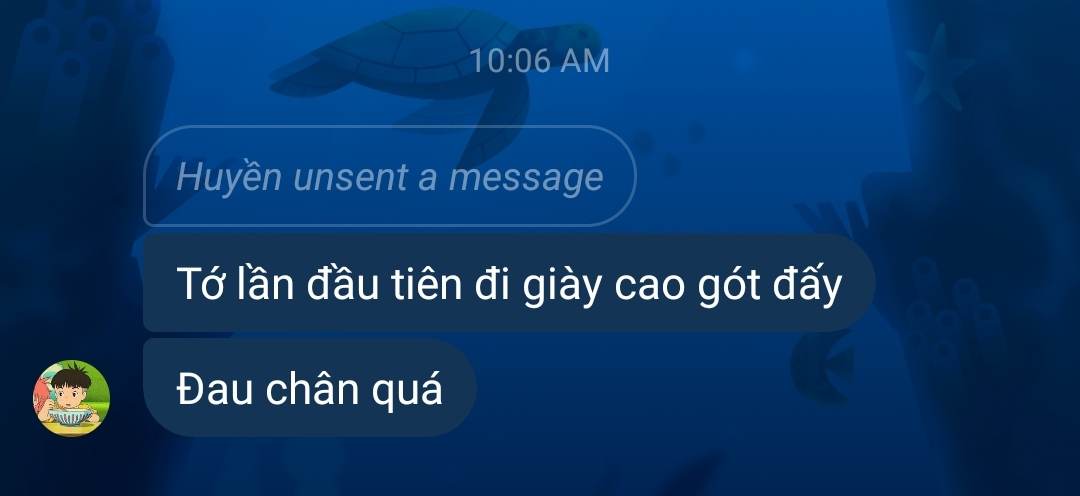 10:06 AM
Huyền unsent a message
Tớ lần đầu tiên đi giày cao gót đấy
Đau chân quá